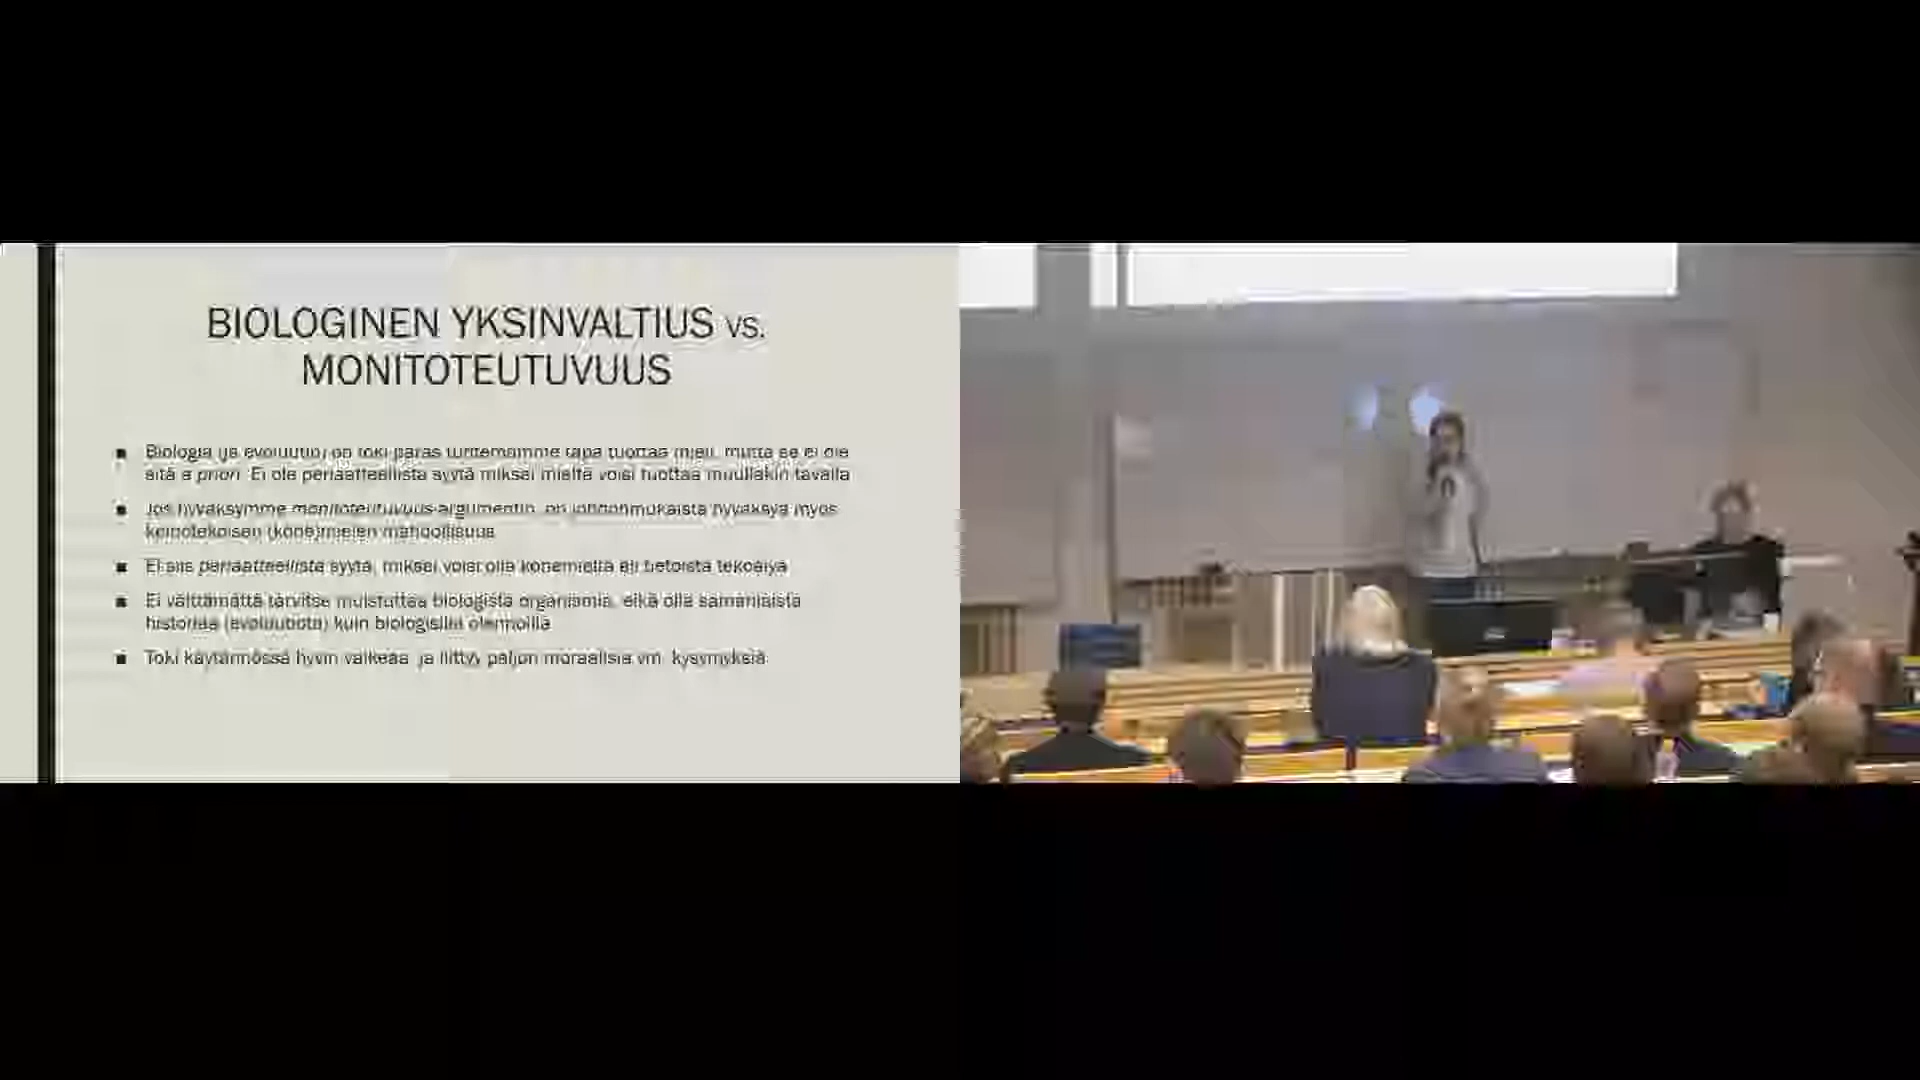 BIOLOGINEN YKSINVALTIUS VS.
MONITOTEUTUVUUS
Biologia (ja evoluutio) on toki paras tuntemamme tapa tuottaa mieli, mutta se ei ole
sitä a priori. Ei ole periaatteellista syytä miksei mieltä voisi tuottaa muullakin tavalla
Jos hyväksymme monitoteutuvuus-argumentin, on johdonmukaista hyväksyä myös
keinotekoisen (kone)mielen mahdollisuus
Ei siis periaatteellista syytä, miksei voisi olla konemieltä eli tietoista tekoälyä
Ei välttämättä tarvitse muistuttaa biologista organismia, eikä olla samanlaista
historiaa (evoluutiota) kuin biologisilla olennoilla
Toki käytännössä hyvin vaikeaa ja liittyy paljon moraalisia ym. kysymyksiä